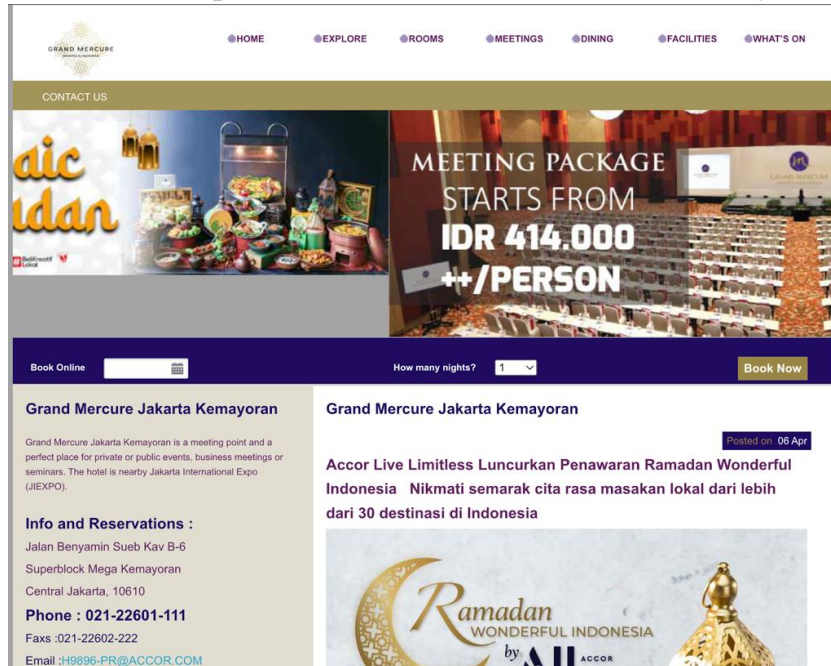 GRAND MERCURE
HOME
EXPLORE
ROOMS
MEETINGS
DINING
FACILITIES
WHAT'S ON
CONTACT US
aic
adan
Lokal
MEETING PACKAGE
STARTS FROM
IDR 414.000
++/PERSON
GRAND MERCURE
Book Online
How many nights?
1
Book Now
Grand Mercure Jakarta Kemayoran
Grand Mercure Jakarta Kemayoran is a meeting point and a
perfect place for private or public events, business meetings or
seminars. The hotel is nearby Jakarta International Expo
(JIEXPO).
Info and Reservations :
Jalan Benyamin Sueb Kav B-6
Superblock Mega Kemayoran
Central Jakarta, 10610
Phone : 021-22601-111
Faxs :021-22602-222
Email :H9896-PR@ACCOR.COM
Grand Mercure Jakarta Kemayoran
Posted on 06 Apr
Accor Live Limitless Luncurkan Penawaran Ramadan Wonderful
Indonesia Nikmati semarak cita rasa masakan lokal dari lebih
dari 30 destinasi di Indonesia
Ramadan
WONDERFUL INDONESIA
by ALL ACCOR